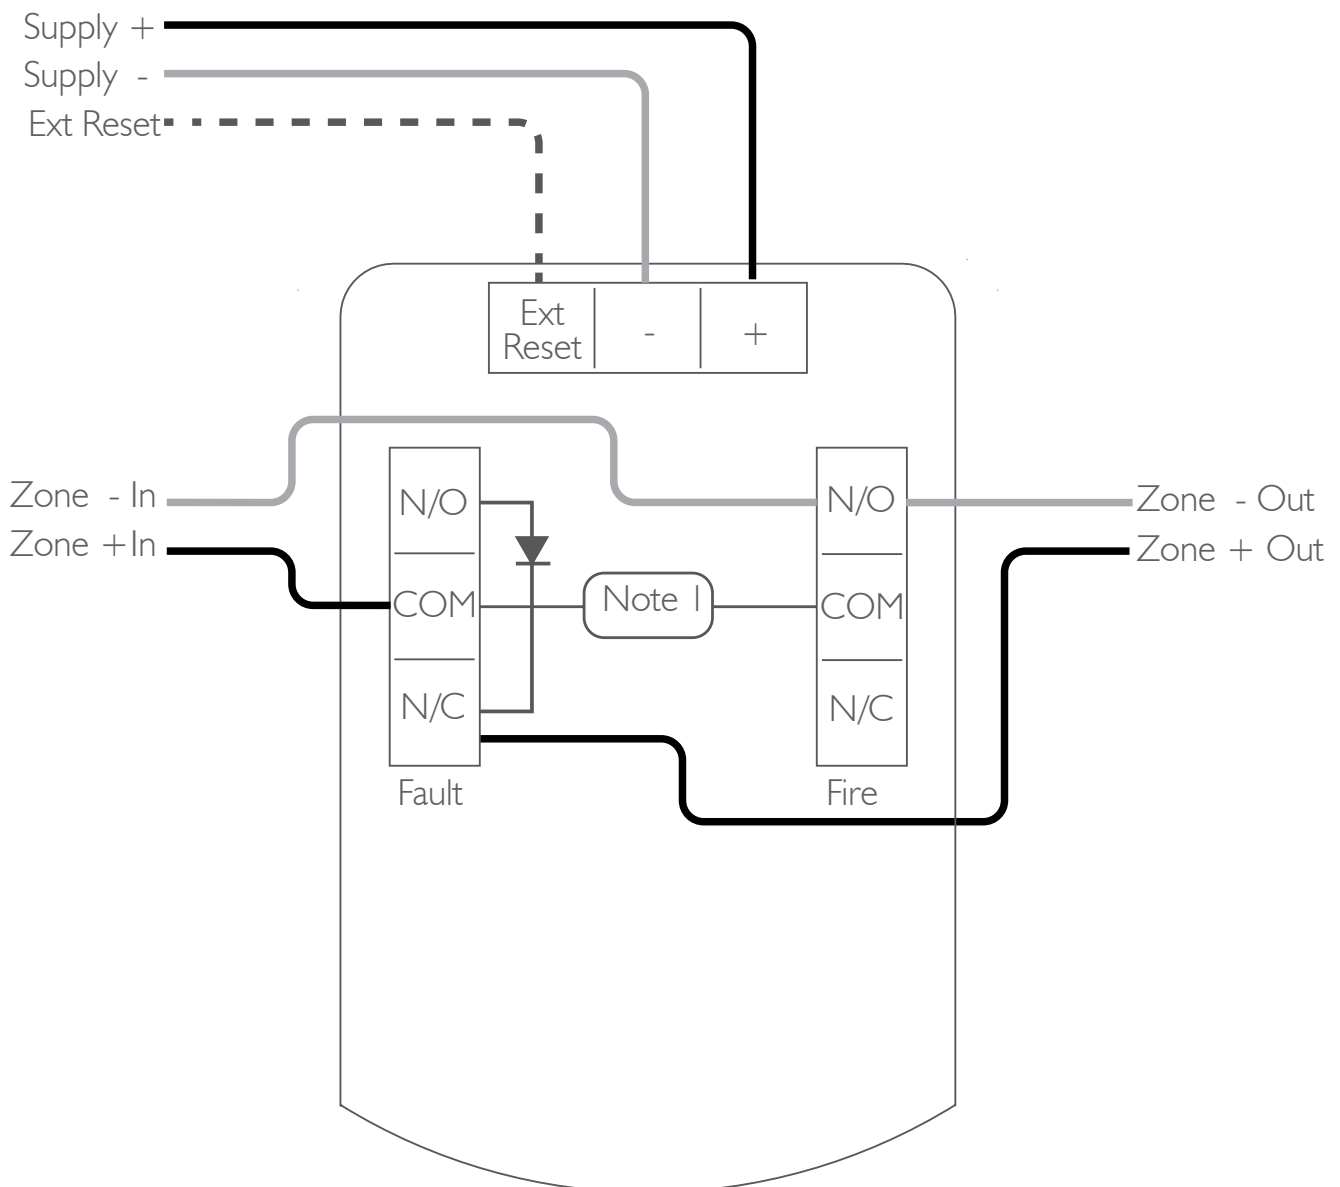 Supply +
Supply -
Ext Reset
Ext
Reset
-
+
Zone - In
Zone +In
N/O
COM
N/C
Fault
Note 1
N/O
COM
N/C
Fire
Zone - Out
Zone + Out